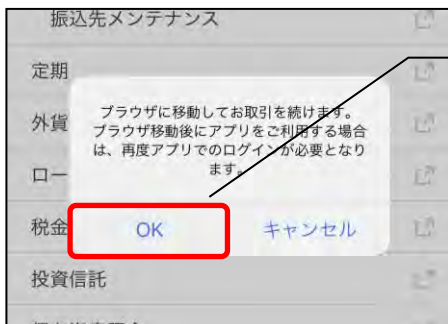 振込先メンテナンス
定期
外貨
ブラウザに移動してお取引を続けます。
ブラウザ移動後にアプリをご利用する場合
は、再度アプリでのログインが必要となり
ます。
ロー
税金
OK
キャンセル
投資信託